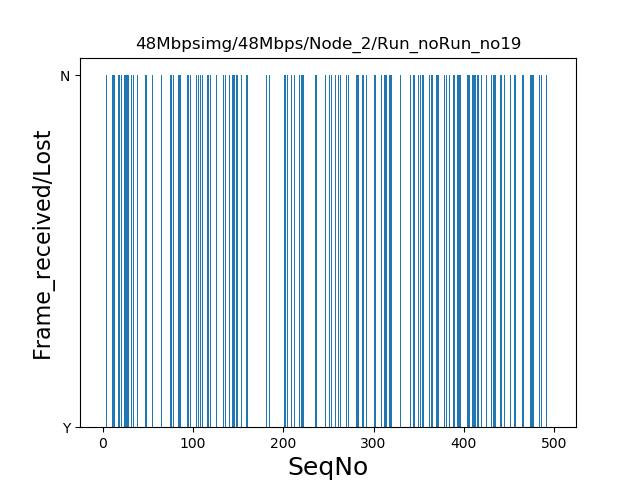 48Mbpsimg/48Mbps/Node_2/Run_noRun_no19
N
Frame_received/Lost
Y
0 100 200 300 400 500
SeqNo